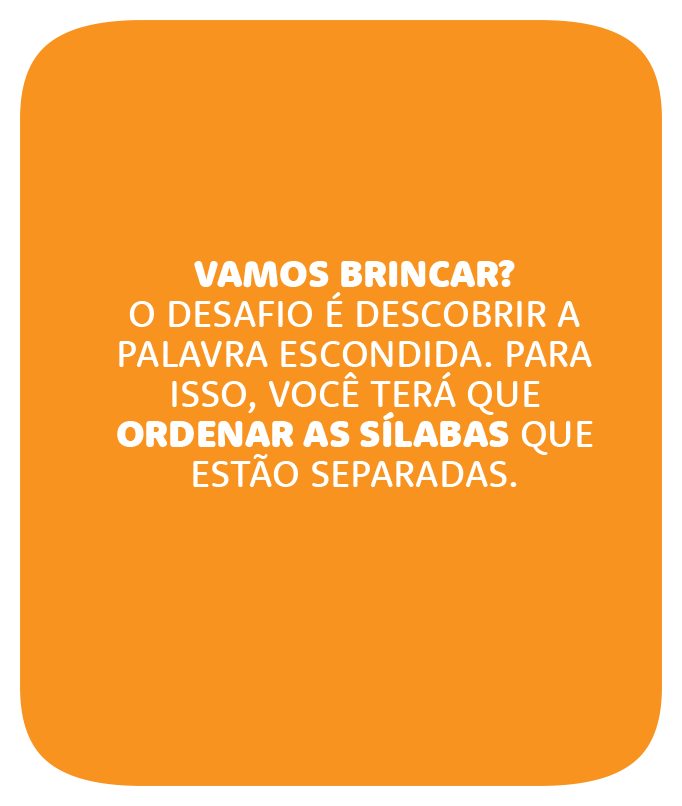 VAMOS BRINCAR?
O DESAFIO É DESCOBRIR A
PALAVRA ESCONDIDA. PARA
ISSO, VOCÊ TERÁ QUE
ORDENAR AS SÍLABAS QUE
ESTÃO SEPARADAS.